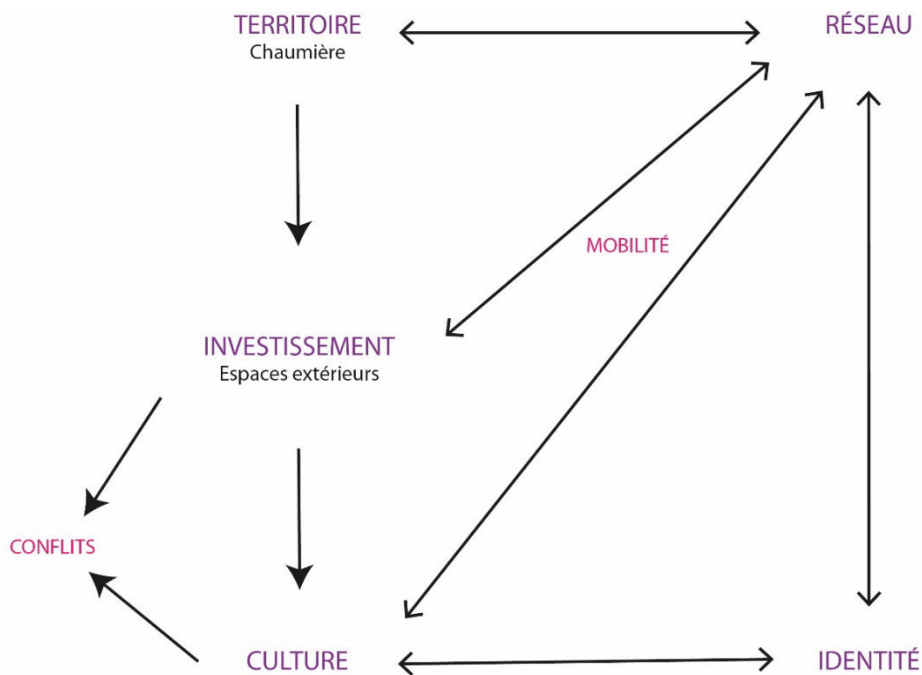 TERRITOIRE
Chaumière
RÉSEAU
MOBILITÉ
INVESTISSEMENT
Espaces extérieurs
CONFLITS
CULTURE
IDENTITÉ